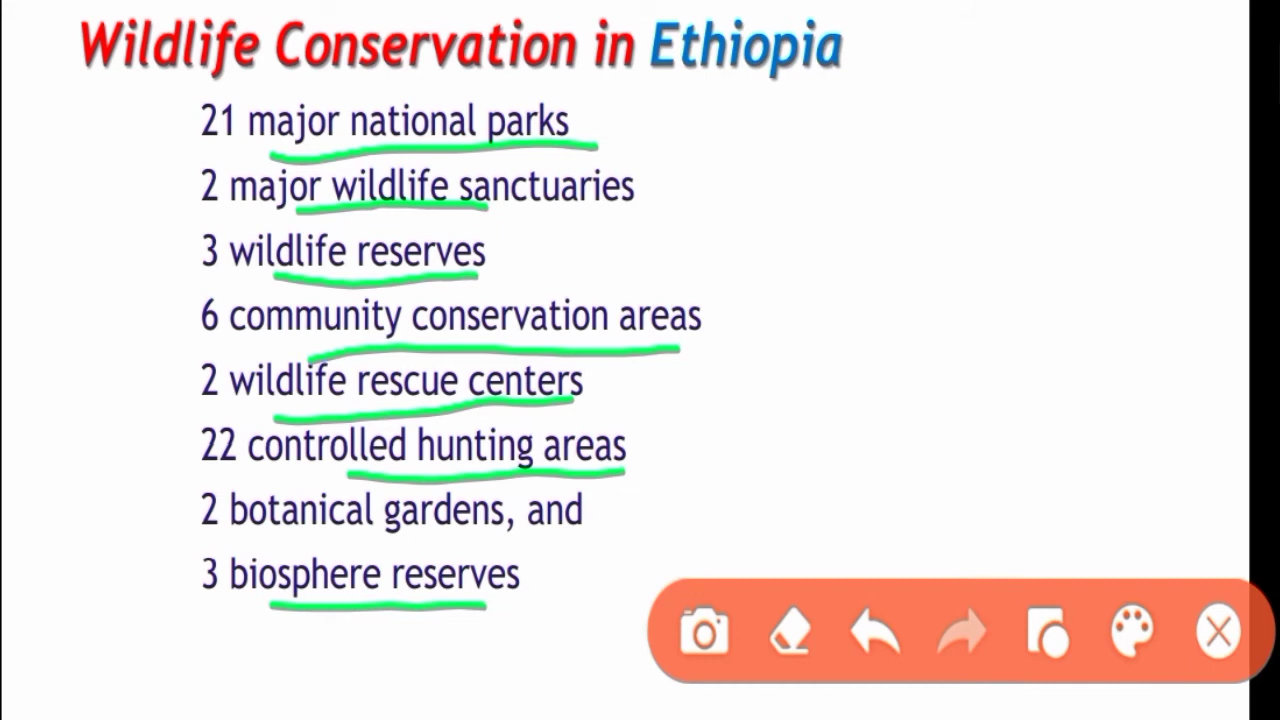 Wildlife Conservation in Ethiopia
21 major national parks
2 major wildlife sanctuaries
3 wildlife reserves
6 community conservation areas
2 wildlife rescue centers
22 controlled hunting areas
2 botanical gardens, and
3 biosphere reserves